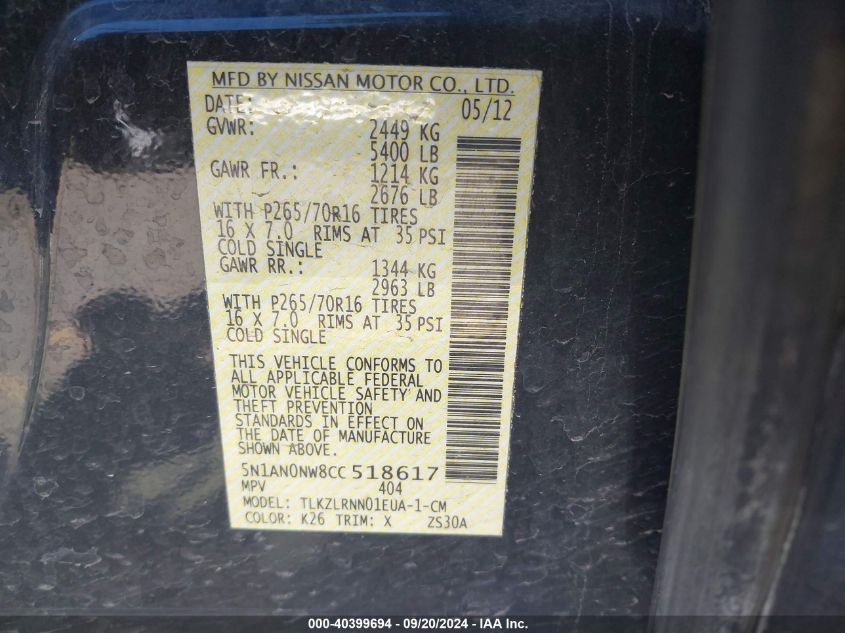 MFD BY NISSAN MOTOR CO., LTD.
DATE: 05/12
GVWR: 2449 KG
5400 LB
GAWR FR.: 1214 KG
2676 LB
WITH P265/70R16 TIRES
16 X 7.0 RIMS AT 35 PSI
COLD SINGLE
GAWR RR.: 1344 KG
2963 LB
WITH P265/70R16 TIRES
16 X 7.0 RIMS AT 35 PSI
COLD SINGLE
THIS VEHICLE CONFORMS TO
ALL APPLICABLE FEDERAL
MOTOR VEHICLE SAFETY AND
THEFT PREVENTION
STANDARDS IN EFFECT ON
THE DATE OF MANUFACTURE
SHOWN ABOVE.
5N1AN0NW8CC 518617
MPV 404
MODEL: TLKZLRNN01EUA-1-CM
COLOR: K26 TRIM: X ZS30A
000-40399694 - 09/20/2024 - IAA Inc.